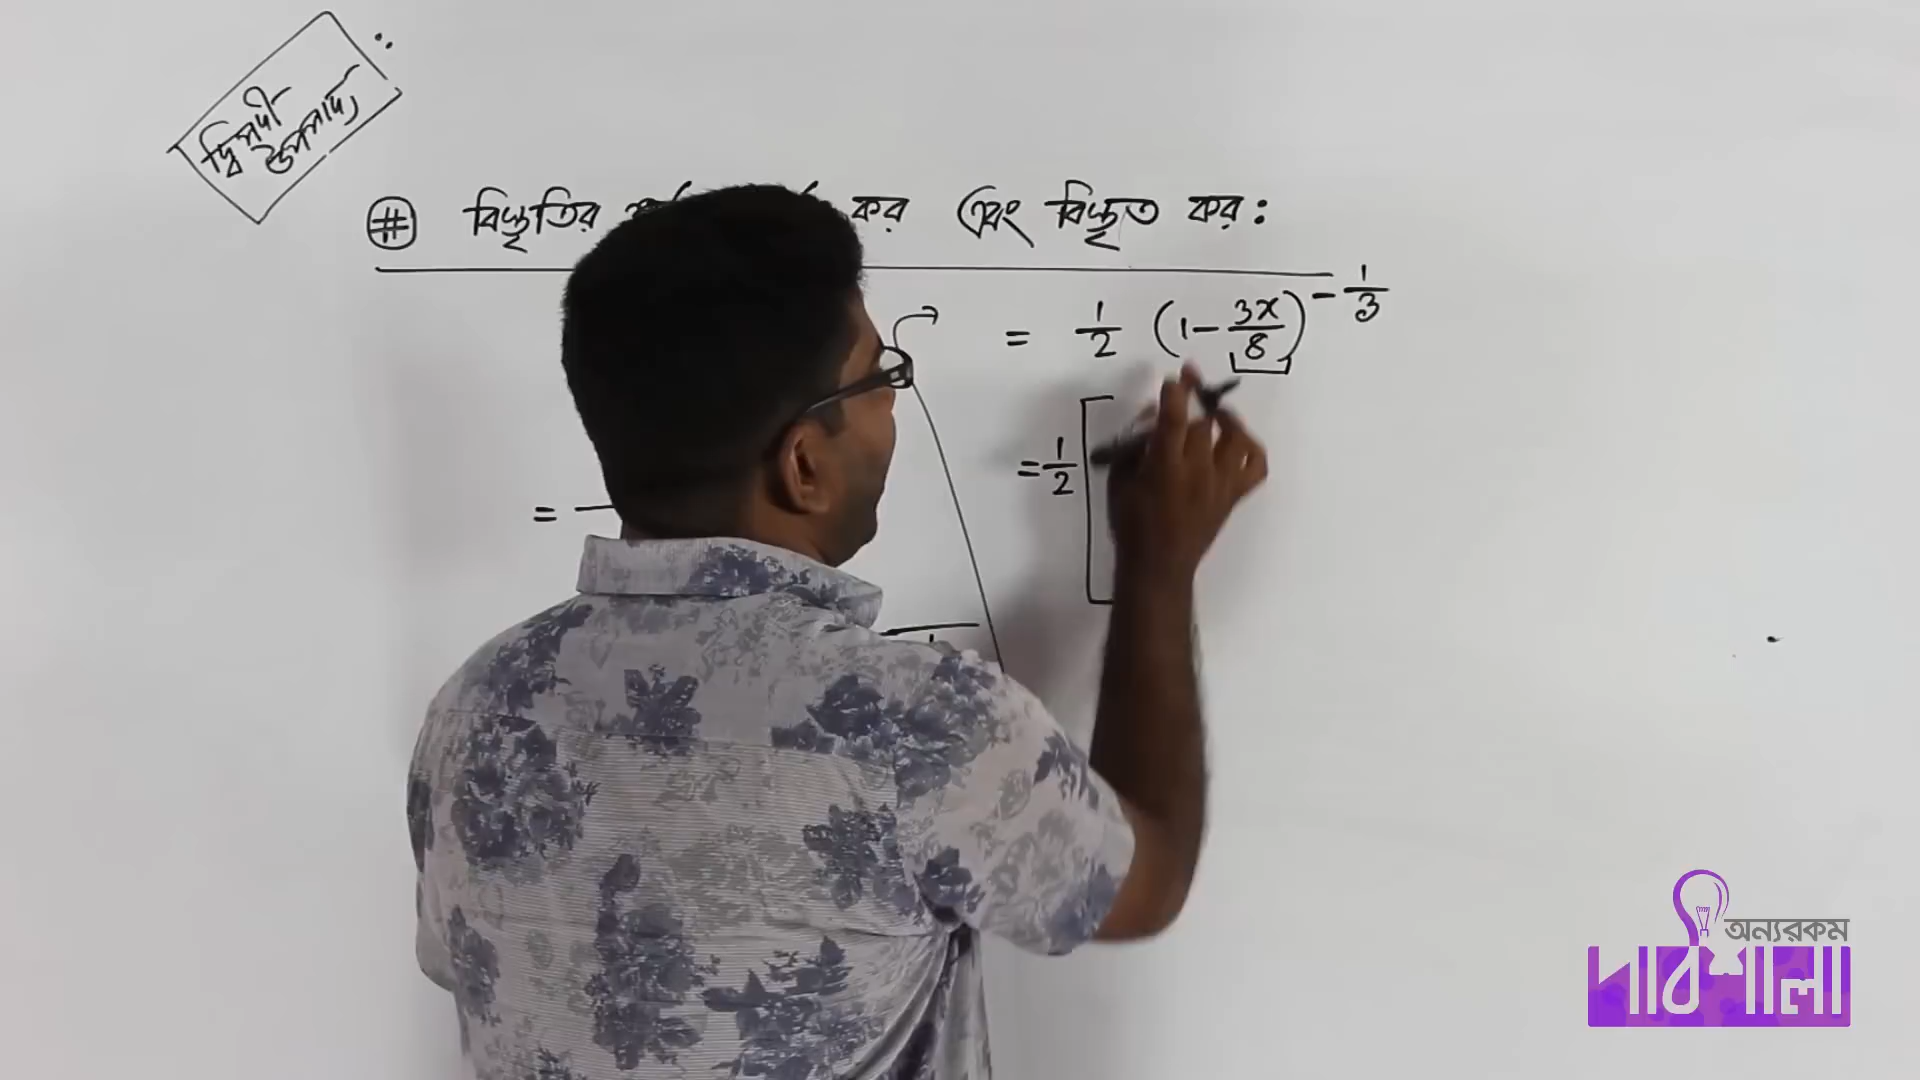 দ্বিপদী
উপপাদ্য
:
# বিস্তৃতির কর এবং বিস্তৃত কর:
= 1/2 (1 - 3x/8)^(-1/3)
= 1/2 [
=
অন্যরকম
পাঠশালা